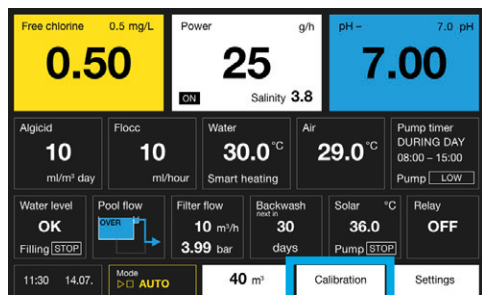 Free chlorine 0.5 mg/L
0.50
Power g/h
25
ON Salinity 3.8
pH – 7.0 pH
7.00
Algicid
10
ml/m³ day
Flocc
10
ml/hour
Water
30.0 °C
Smart heating
Air
29.0 °C
Pump timer
DURING DAY
08:00 – 15:00
Pump LOW
Water level
OK
Filling STOP
Pool flow
OVER
Filter flow
10 m³/h
3.99 bar
Backwash
next in
30
days
Solar °C
36.0
Pump STOP
Relay
OFF
11:30 14.07.
Mode
AUTO
40 m³
Calibration
Settings